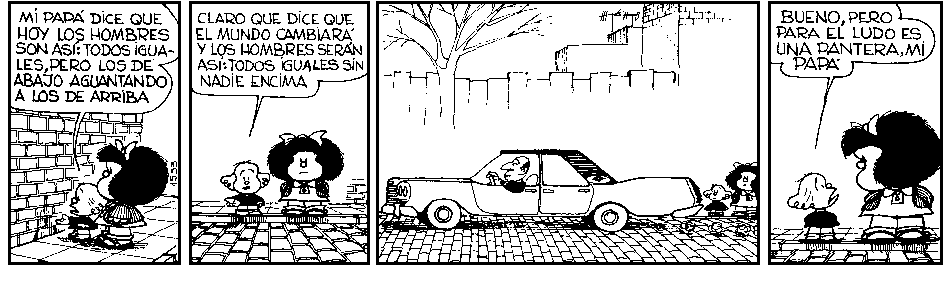 MI PAPÁ DICE QUE
HOY LOS HOMBRES
SON ASÍ: TODOS IGUA-
LES, PERO LOS DE
ABAJO AGUANTANDO
A LOS DE ARRIBA
1533
CLARO QUE DICE QUE
EL MUNDO CAMBIARÁ
Y LOS HOMBRES SERÁN
ASÍ: TODOS IGUALES SIN
NADIE ENCIMA
BUENO, PERO
PARA EL LUDO ES
UNA PANTERA, MI
PAPÁ